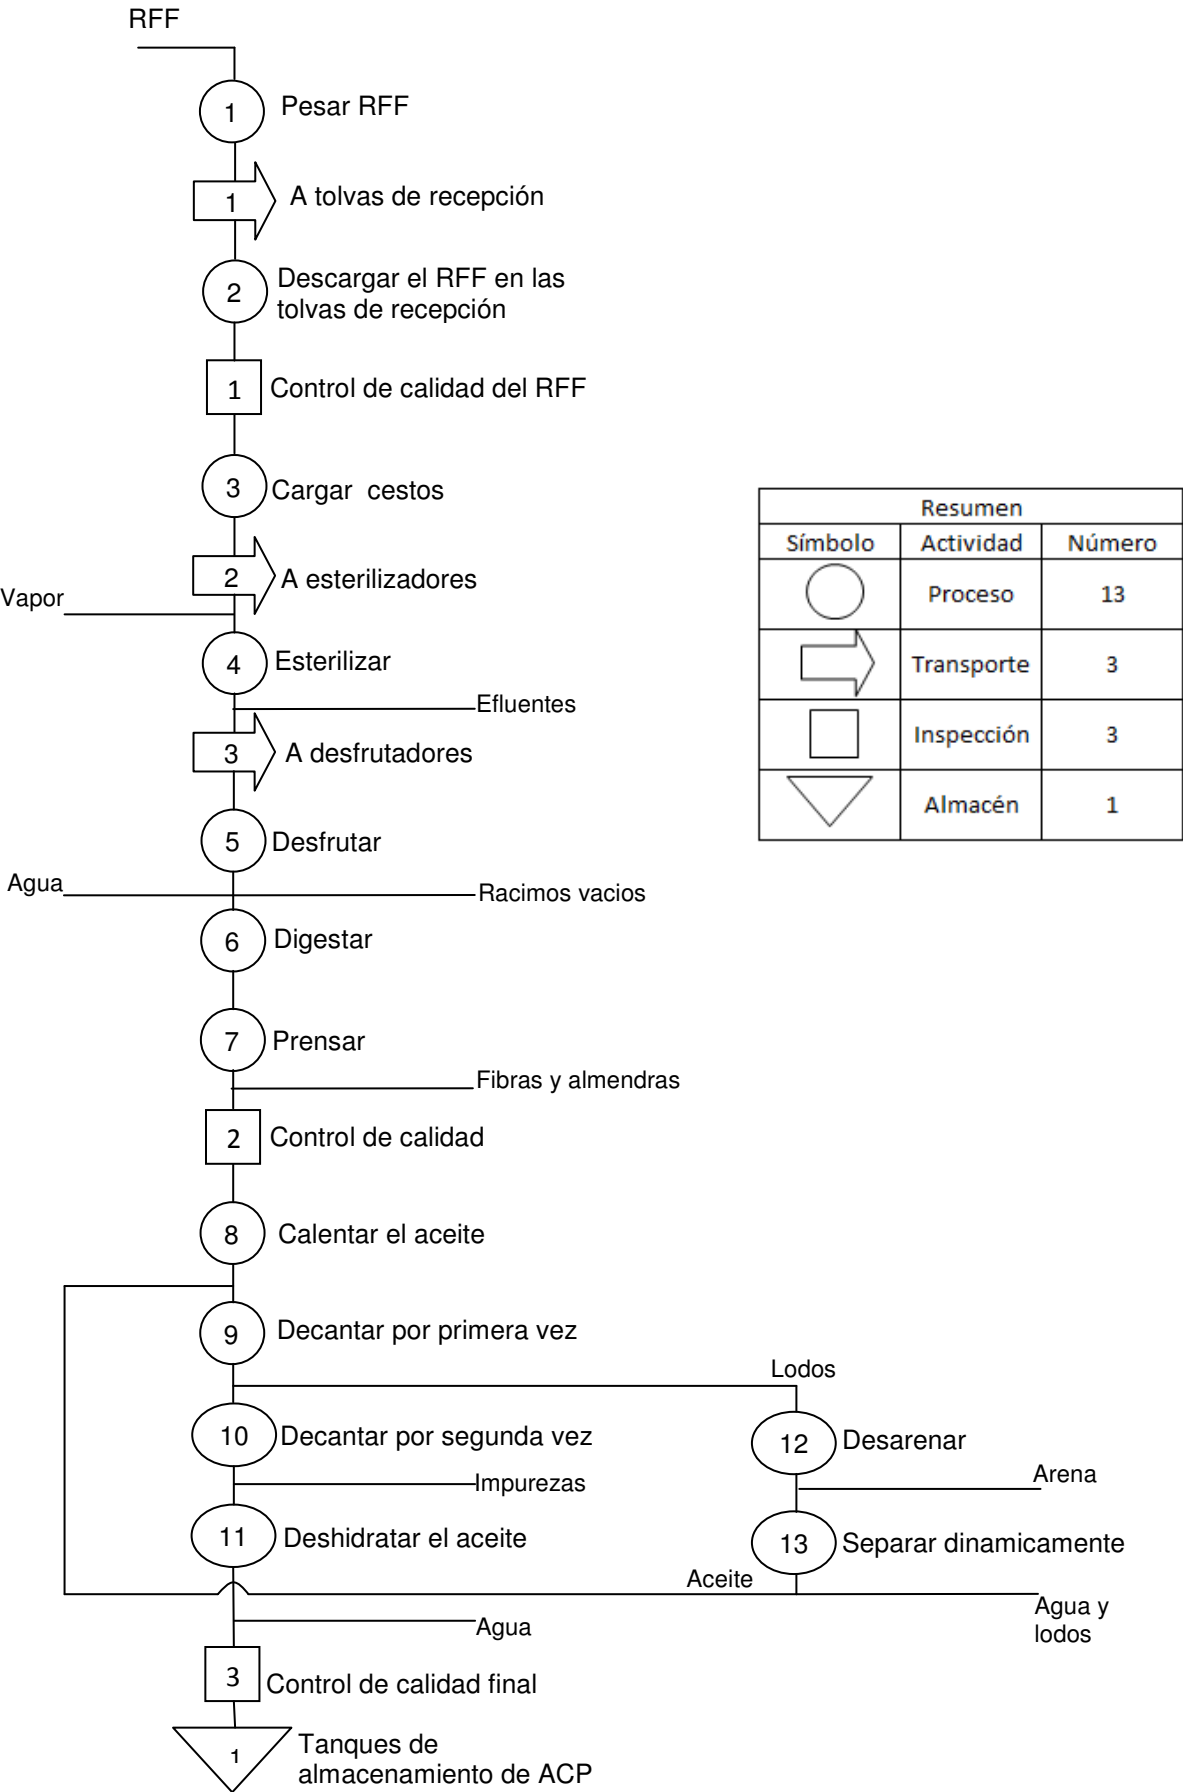 RFF
1
Pesar RFF
1
A tolvas de recepción
2
Descargar el RFF en las
tolvas de recepción
1
Control de calidad del RFF
3
Cargar cestos
2
A esterilizadores
Vapor
4
Esterilizar
Efluentes
3
A desfrutadores
5
Desfrutar
Agua
Racimos vacios
6
Digestar
7
Prensar
Fibras y almendras
2
Control de calidad
8
Calentar el aceite
9
Decantar por primera vez
Lodos
10
Decantar por segunda vez
12
Desarenar
Impurezas
Arena
11
Deshidratar el aceite
13
Separar dinamicamente
Aceite
Agua y
lodos
Agua
3
Control de calidad final
1
Tanques de
almacenamiento de ACP
Resumen
Símbolo Actividad Número
Proceso 13
Transporte 3
Inspección 3
Almacén 1